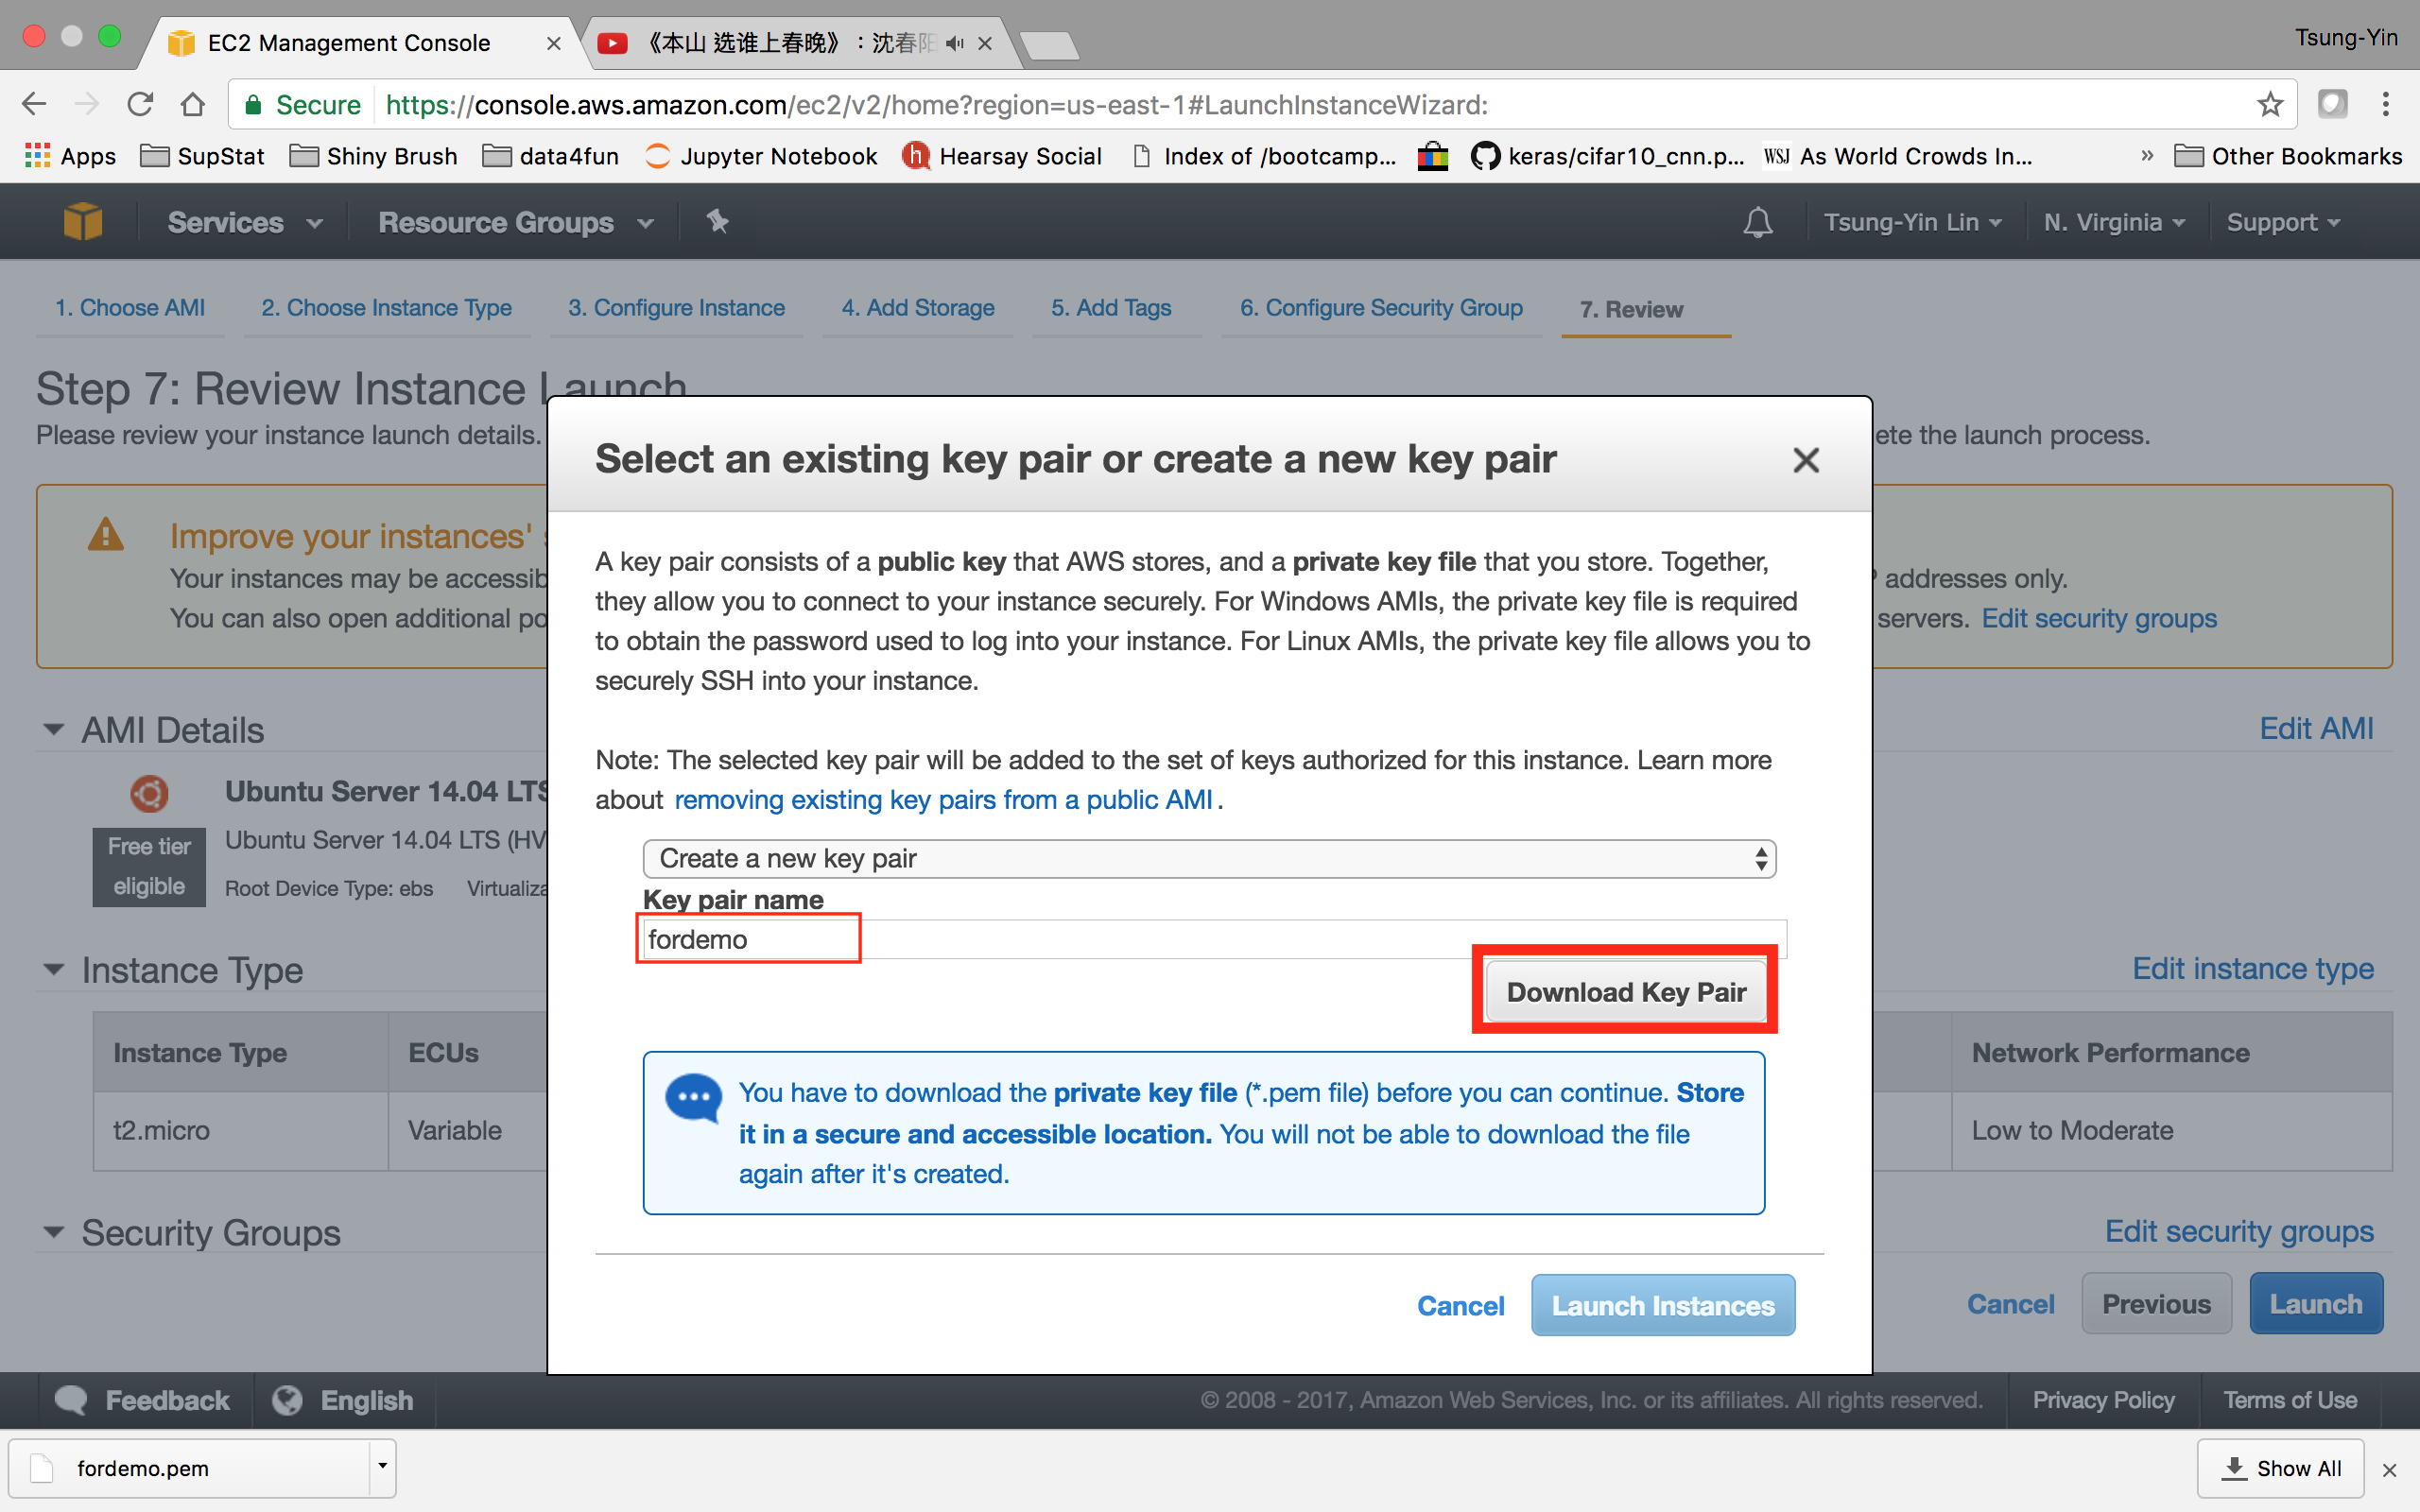 EC2 Management Console
《本山 选谁上春晚》：沈春阳
Tsung-Yin
Secure
https://console.aws.amazon.com/ec2/v2/home?region=us-east-1#LaunchInstanceWizard:
Apps
SupStat
Shiny Brush
data4fun
Jupyter Notebook
h
Hearsay Social
Index of /bootcamp...
keras/cifar10_cnn.p...
WSJ
As World Crowds In...
»
Other Bookmarks
Services
Resource Groups
Tsung-Yin Lin
N. Virginia
Support
1. Choose AMI
2. Choose Instance Type
3. Configure Instance
4. Add Storage
5. Add Tags
6. Configure Security Group
7. Review
Step 7: Review Instance Launch
Please review your instance launch details.
ete the launch process.
Improve your instances'
Your instances may be accessib
addresses only.
You can also open additional po
servers. Edit security groups
Select an existing key pair or create a new key pair
A key pair consists of a public key that AWS stores, and a private key file that you store. Together,
they allow you to connect to your instance securely. For Windows AMIs, the private key file is required
to obtain the password used to log into your instance. For Linux AMIs, the private key file allows you to
securely SSH into your instance.
Note: The selected key pair will be added to the set of keys authorized for this instance. Learn more
about removing existing key pairs from a public AMI .
Create a new key pair
Key pair name
fordemo
Download Key Pair
You have to download the private key file (*.pem file) before you can continue. Store
it in a secure and accessible location. You will not be able to download the file
again after it's created.
Cancel
Launch Instances
AMI Details
Edit AMI
Ubuntu Server 14.04 LTS
Free tier
eligible
Ubuntu Server 14.04 LTS (HV
Root Device Type: ebs
Virtualiza
Instance Type
Edit instance type
Instance Type
ECUs
Network Performance
t2.micro
Variable
Low to Moderate
Security Groups
Edit security groups
Cancel
Previous
Launch
Feedback
English
© 2008 - 2017, Amazon Web Services, Inc. or its affiliates. All rights reserved.
Privacy Policy
Terms of Use
fordemo.pem
Show All